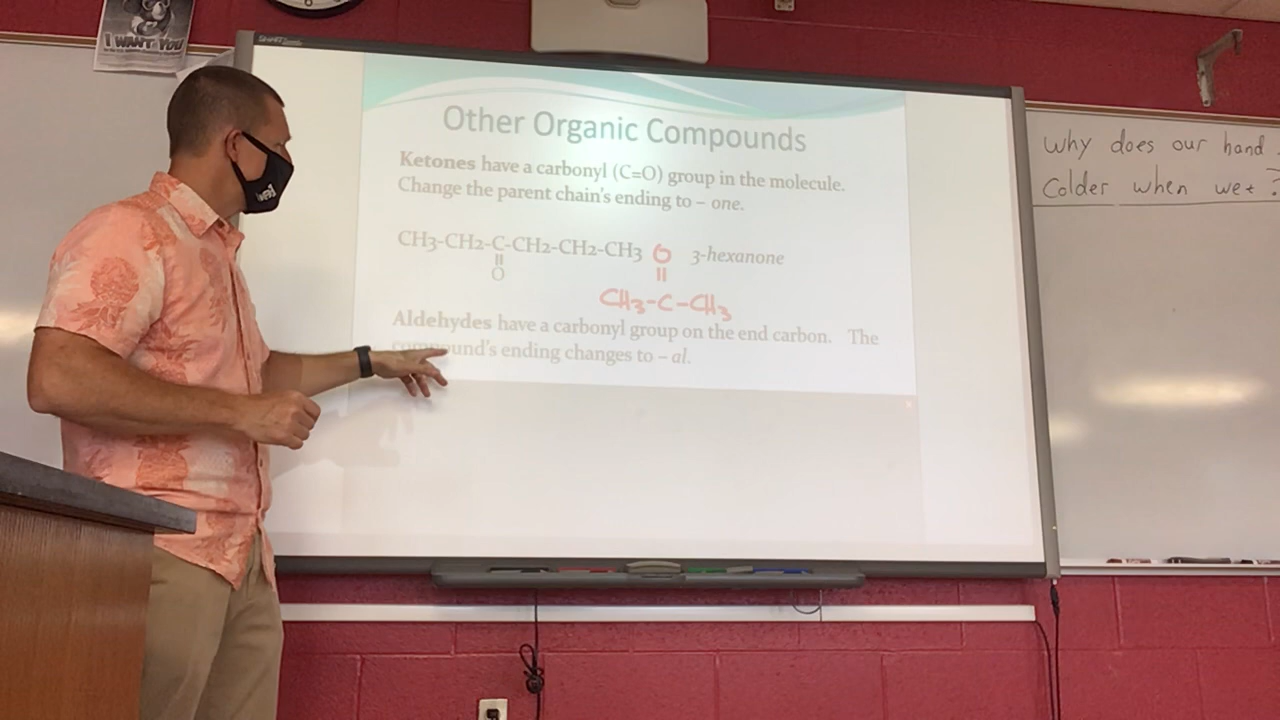 I WANT YOU
SMART
Other Organic Compounds
Ketones have a carbonyl (C=O) group in the molecule.
Change the parent chain's ending to – one.
CH3-CH2-C-CH2-CH2-CH3 3-hexanone
=
O
O
=
CH3-C-CH3
Aldehydes have a carbonyl group on the end carbon. The
compound's ending changes to – al.
Why does our hand
Colder when wet?